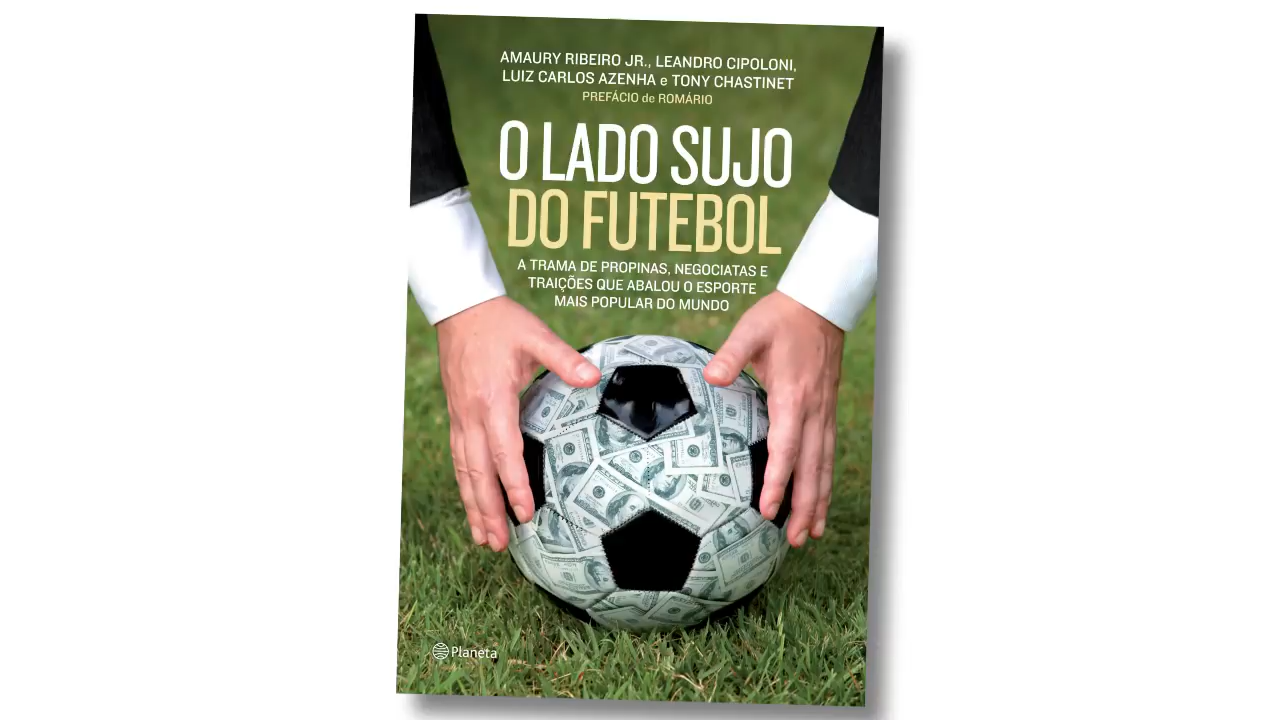 AMAURY RIBEIRO JR., LEANDRO CIPOLONI,
LUIZ CARLOS AZENHA e TONY CHASTINET
PREFÁCIO de ROMÁRIO
O LADO SUJO
DO FUTEBOL
A TRAMA DE PROPINAS, NEGOCIATAS E
TRAIÇÕES QUE ABALOU O ESPORTE
MAIS POPULAR DO MUNDO
Planeta